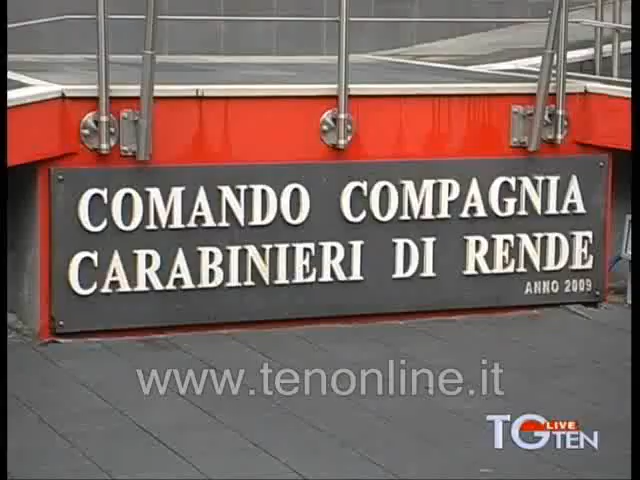 COMANDO COMPAGNIA
CARABINIERI DI RENDE
ANNO 2009
www.tenonline.it
TG LIVE
TEN